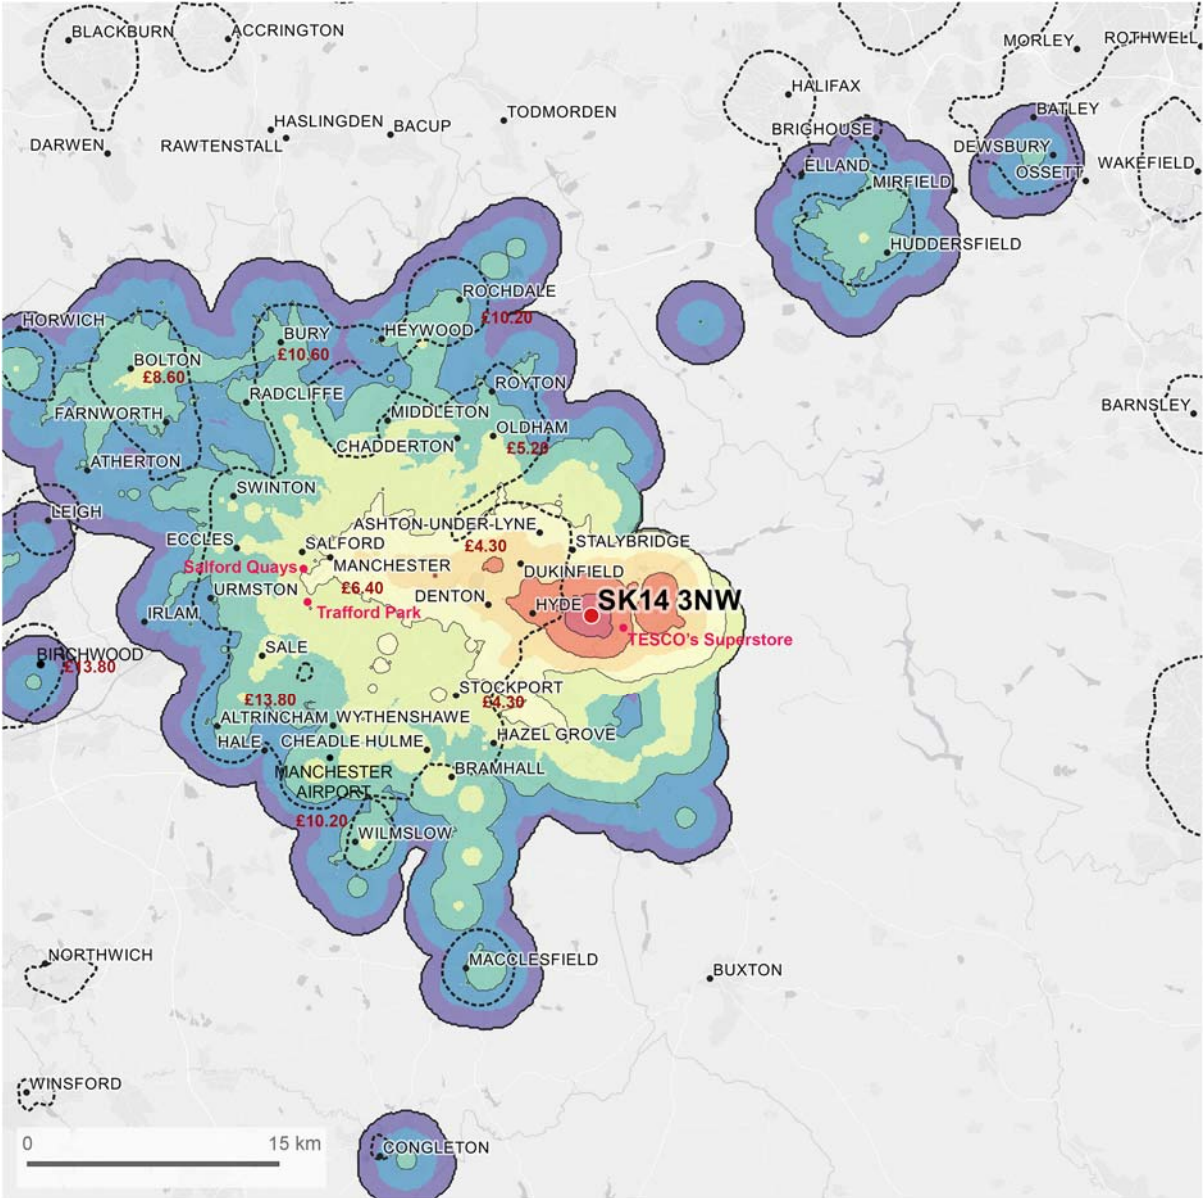 BLACKBURN
ACCRINGTON
MORLEY
ROTHWELL
HALIFAX
TODMORDEN
BATLEY
HASLINGDEN
BACUP
BRIGHOUSE
DARWEN
RAWTENSTALL
DEWSBURY
ELLAND
WAKEFIELD
OSSETT
MIRFIELD
HUDDERSFIELD
ROCHDALE
£10.20
HORWICH
BURY
HEYWOOD
£10.60
BOLTON
£8.60
ROYTON
RADCLIFFE
BARNSLEY
FARNWORTH
MIDDLETON
OLDHAM
CHADDERTON
£5.20
ATHERTON
SWINTON
LEIGH
ASHTON-UNDER-LYNE
ECCLES
SALFORD
£4.30
STALYBRIDGE
Salford Quays
MANCHESTER
DUKINFIELD
URMSTON
£6.40
DENTON
HYDE
SK14 3NW
IRLAM
Trafford Park
TESCO's Superstore
SALE
BIRCHWOOD
£13.80
STOCKPORT
£13.80
£4.30
ALTRINCHAM
WYTHENSHAWE
HALE
CHEADLE HULME
HAZEL GROVE
MANCHESTER
AIRPORT
BRAMHALL
£10.20
WILMSLOW
NORTHWICH
MACCLESFIELD
BUXTON
WINSFORD
0
15 km
CONGLETON